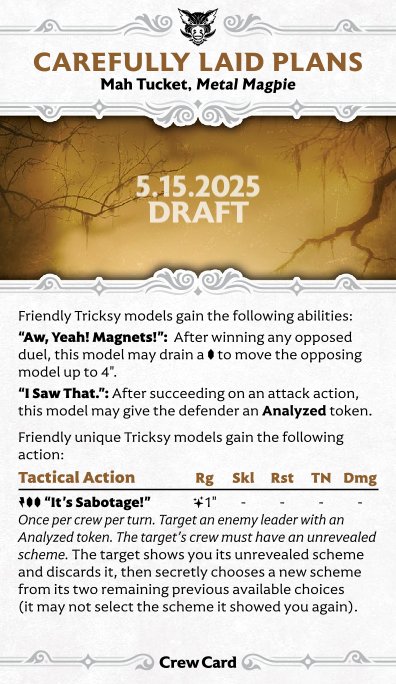 CAREFULLY LAID PLANS
Mah Tucket, Metal Magpie
5.15.2025
DRAFT
Friendly Tricksy models gain the following abilities:
“Aw, Yeah! Magnets!”: After winning any opposed
duel, this model may drain a to move the opposing
model up to 4".
“I Saw That.”: After succeeding on an attack action,
this model may give the defender an Analyzed token.
Friendly unique Tricksy models gain the following
action:
Tactical Action Rg Skl Rst TN Dmg
“It’s Sabotage!” 1" - - - -
Once per crew per turn. Target an enemy leader with an
Analyzed token. The target’s crew must have an unrevealed
scheme. The target shows you its unrevealed scheme
and discards it, then secretly chooses a new scheme
from its two remaining previous available choices
(it may not select the scheme it showed you again).
Crew Card